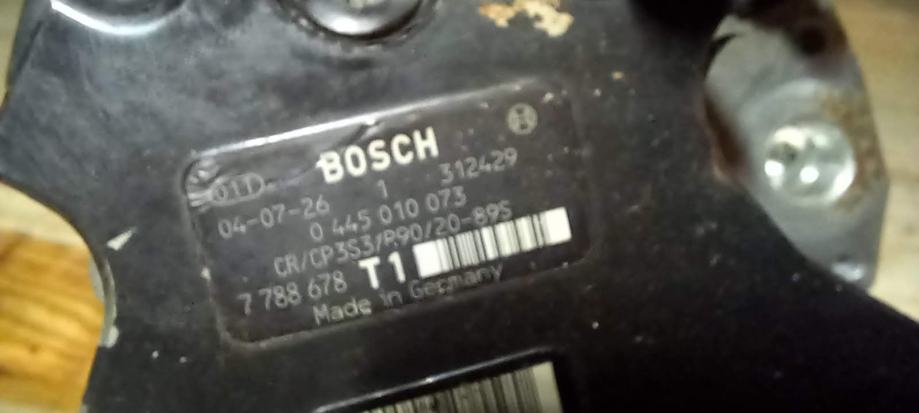 BOSCH
011
04-07-26 1 312429
0 445 010 073
CR/CP3S3/R90/20-89S
7 788 678 T1
Made in Germany